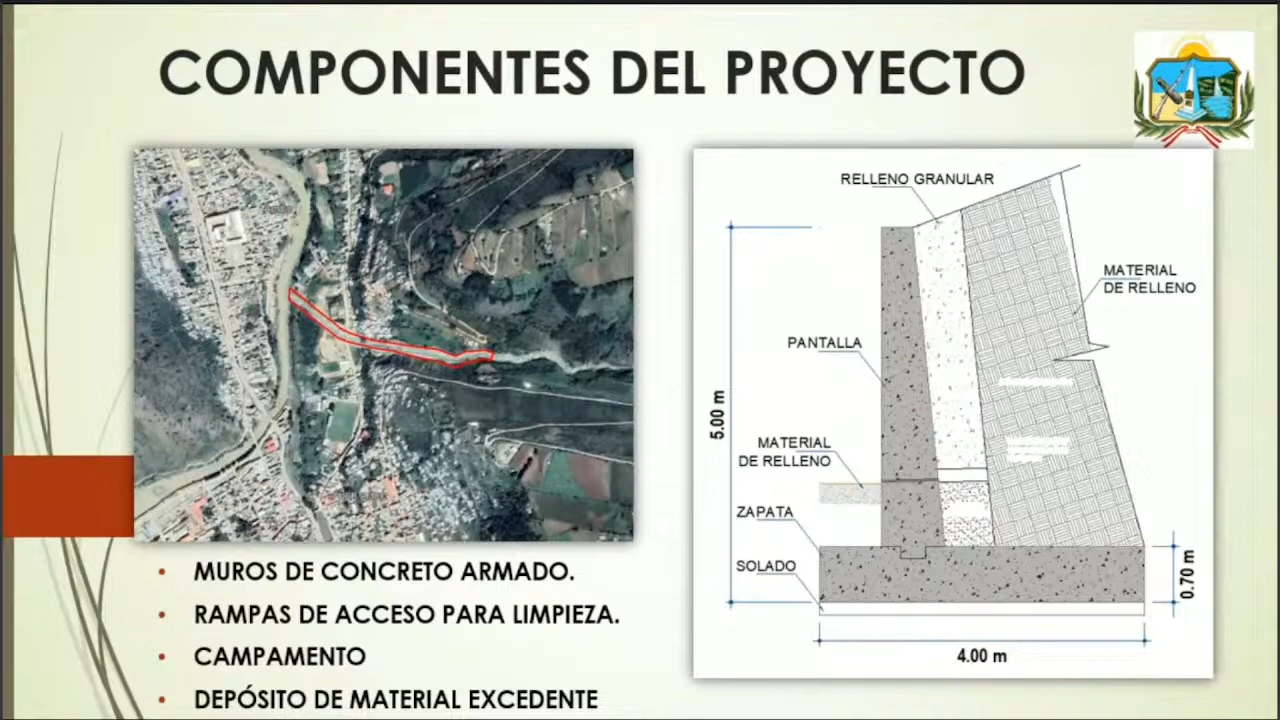 COMPONENTES DEL PROYECTO
MUROS DE CONCRETO ARMADO.
RAMPAS DE ACCESO PARA LIMPIEZA.
CAMPAMENTO
DEPÓSITO DE MATERIAL EXCEDENTE
RELLENO GRANULAR
MATERIAL
DE RELLENO
PANTALLA
5.00 m
MATERIAL
DE RELLENO
ZAPATA
SOLADO
0.70 m
4.00 m